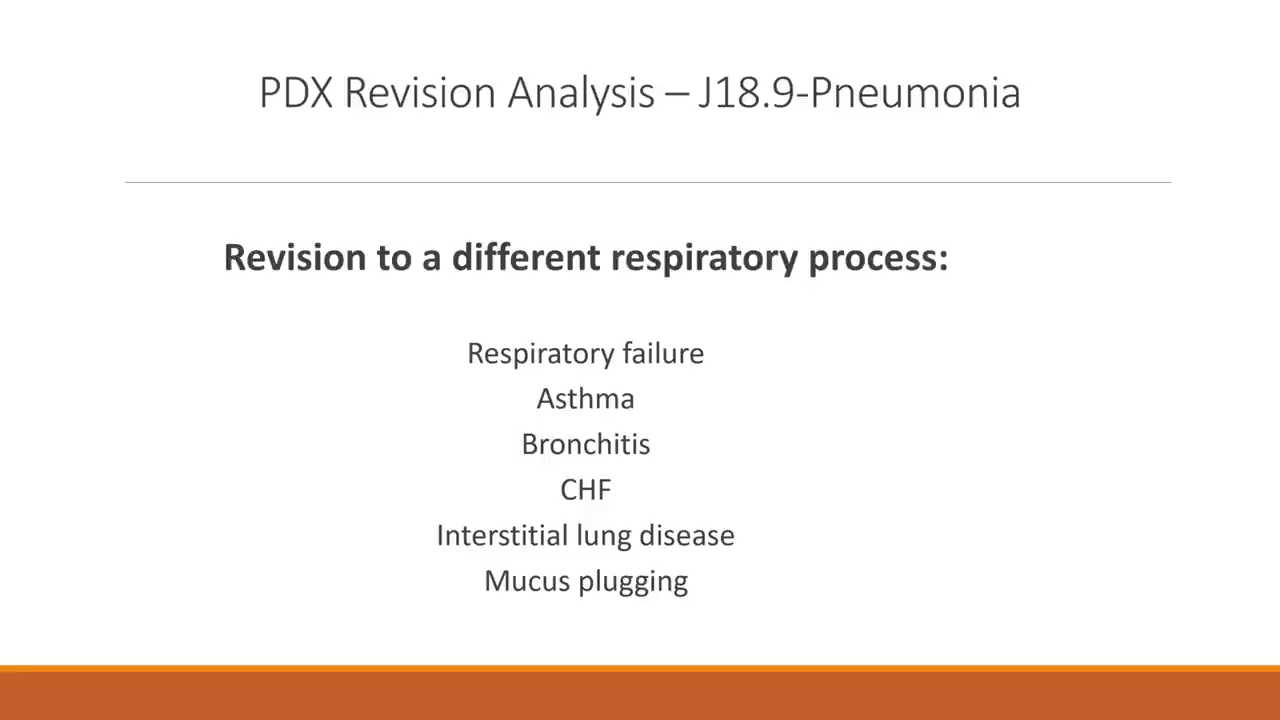 PDX Revision Analysis – J18.9-Pneumonia
Revision to a different respiratory process:
Respiratory failure
Asthma
Bronchitis
CHF
Interstitial lung disease
Mucus plugging